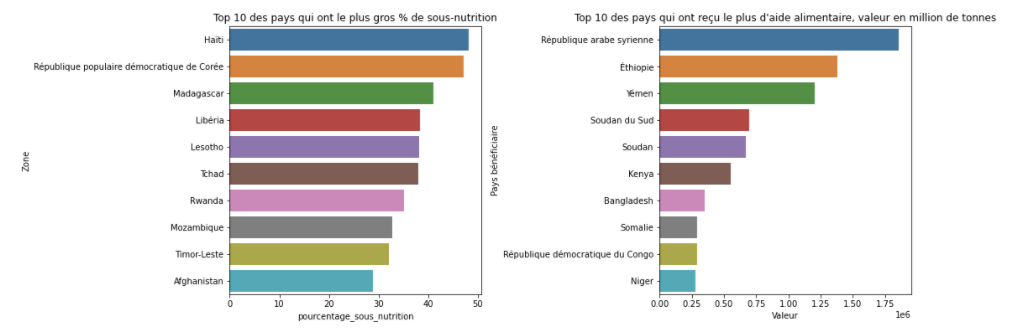 Top 10 des pays qui ont le plus gros % de sous-nutrition
Haïti
République populaire démocratique de Corée
Madagascar
Libéria
Lesotho
Tchad
Rwanda
Mozambique
Timor-Leste
Afghanistan
Zone
0 10 20 30 40 50
pourcentage_sous_nutrition
Top 10 des pays qui ont reçu le plus d'aide alimentaire, valeur en million de tonnes
République arabe syrienne
Éthiopie
Yémen
Soudan du Sud
Soudan
Kenya
Bangladesh
Somalie
République démocratique du Congo
Niger
Pays bénéficiaire
0.00 0.25 0.50 0.75 1.00 1.25 1.50 1.75
1e6
Valeur